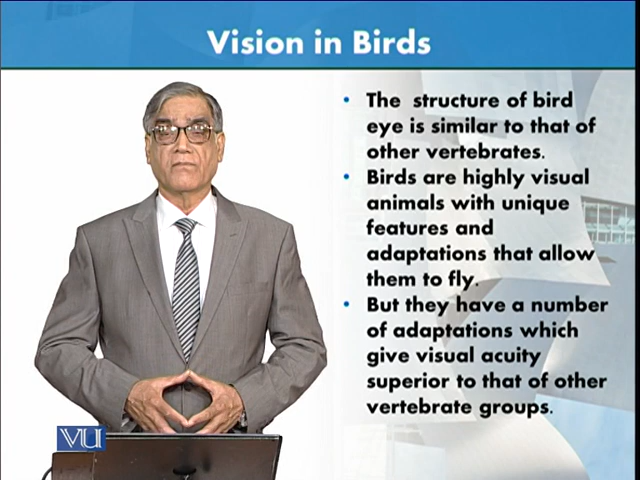 Vision in Birds
• The structure of bird
eye is similar to that of
other vertebrates.
• Birds are highly visual
animals with unique
features and
adaptations that allow
them to fly.
• But they have a number
of adaptations which
give visual acuity
superior to that of other
vertebrate groups.
VU